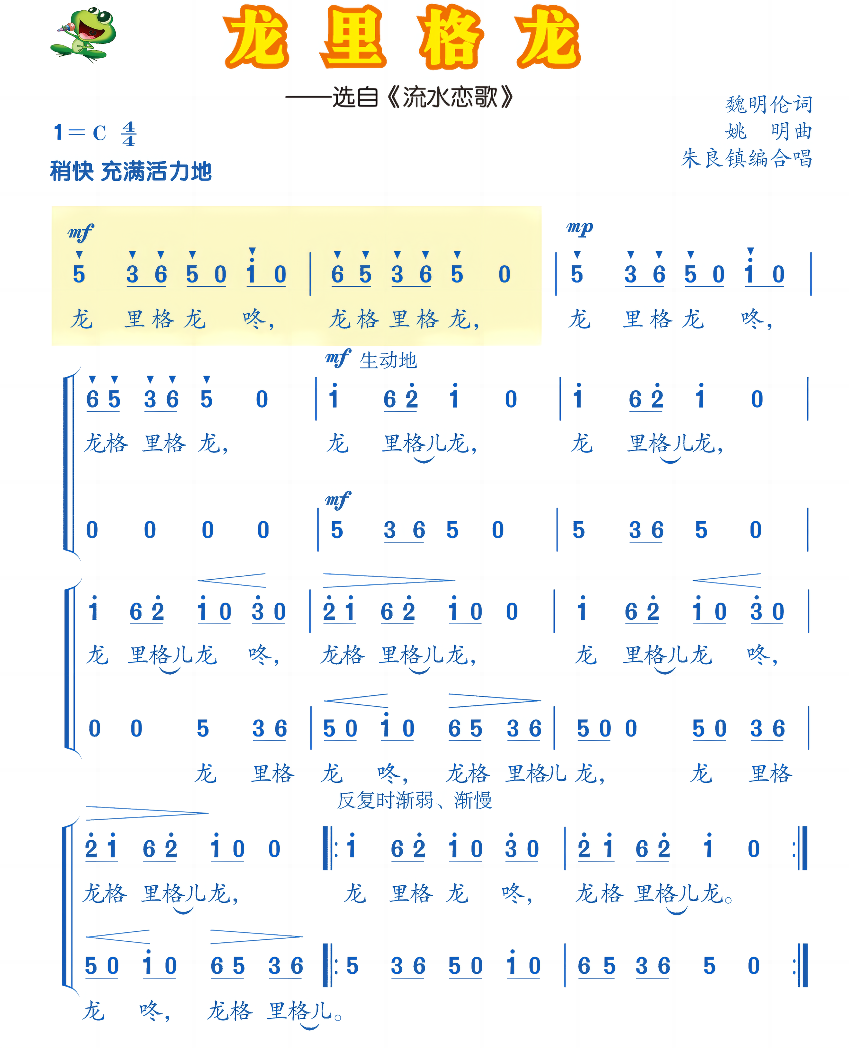 龙里格龙
——选自《流水恋歌》
魏明伦词
1=C 4/4
姚 明曲
朱良镇编合唱
稍快 充满活力地
mf mp
5 3 6 5 0 i 0 | 6 5 3 6 5 0 | 5 3 6 5 0 i 0 |
龙 里格龙 咚， 龙格里格龙， 龙 里格龙 咚，
mf 生动地
6 5 3 6 5 0 | i 6 2̇ i 0 | i 6 2̇ i 0 |
龙格 里格 龙， 龙 里格儿龙， 龙 里格儿龙，
mf
0 0 0 0 | 5 3 6 5 0 | 5 3 6 5 0 |
i 6 2̇ i 0 3̇ 0 | 2̇ i 6 2̇ i 0 0 | i 6 2̇ i 0 3̇ 0 |
龙 里格儿龙 咚， 龙格 里格儿龙， 龙 里格儿龙 咚，
0 0 5 3 6 | 5 0 i 0 6 5 3 6 | 5 0 0 5 0 3 6 |
龙 里格 龙 咚， 龙格 里格儿 龙， 龙 里格
反复时渐弱、渐慢
2̇ i 6 2̇ i 0 0 ‖: i 6 2̇ i 0 3̇ 0 | 2̇ i 6 2̇ i 0 :‖
龙格 里格儿龙， 龙 里格 龙 咚， 龙格 里格儿龙。
5 0 i 0 6 5 3 6 ‖: 5 3 6 5 0 i 0 | 6 5 3 6 5 0 :‖
龙 咚， 龙格 里格儿。